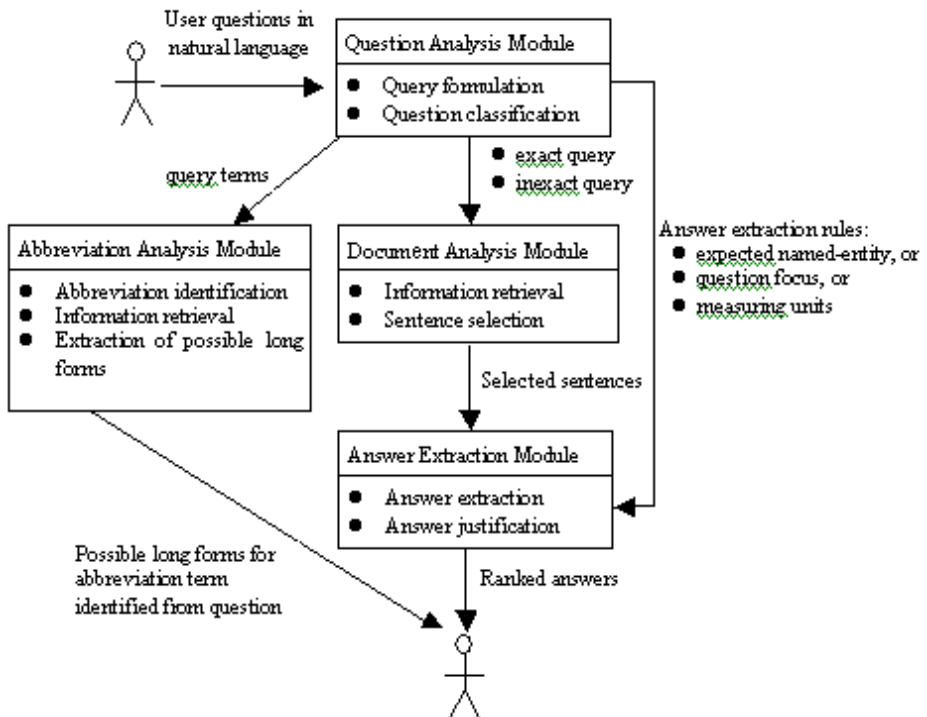 User questions in
natural language
Question Analysis Module
● Query formulation
● Question classification
query terms
● exact query
● inexact query
Answer extraction rules:
● expected named-entity, or
● question focus, or
● measuring units
Abbreviation Analysis Module
● Abbreviation identification
● Information retrieval
● Extraction of possible long
forms
Document Analysis Module
● Information retrieval
● Sentence selection
Selected sentences
Answer Extraction Module
● Answer extraction
● Answer justification
Possible long forms for
abbreviation term
identified from question
Ranked answers